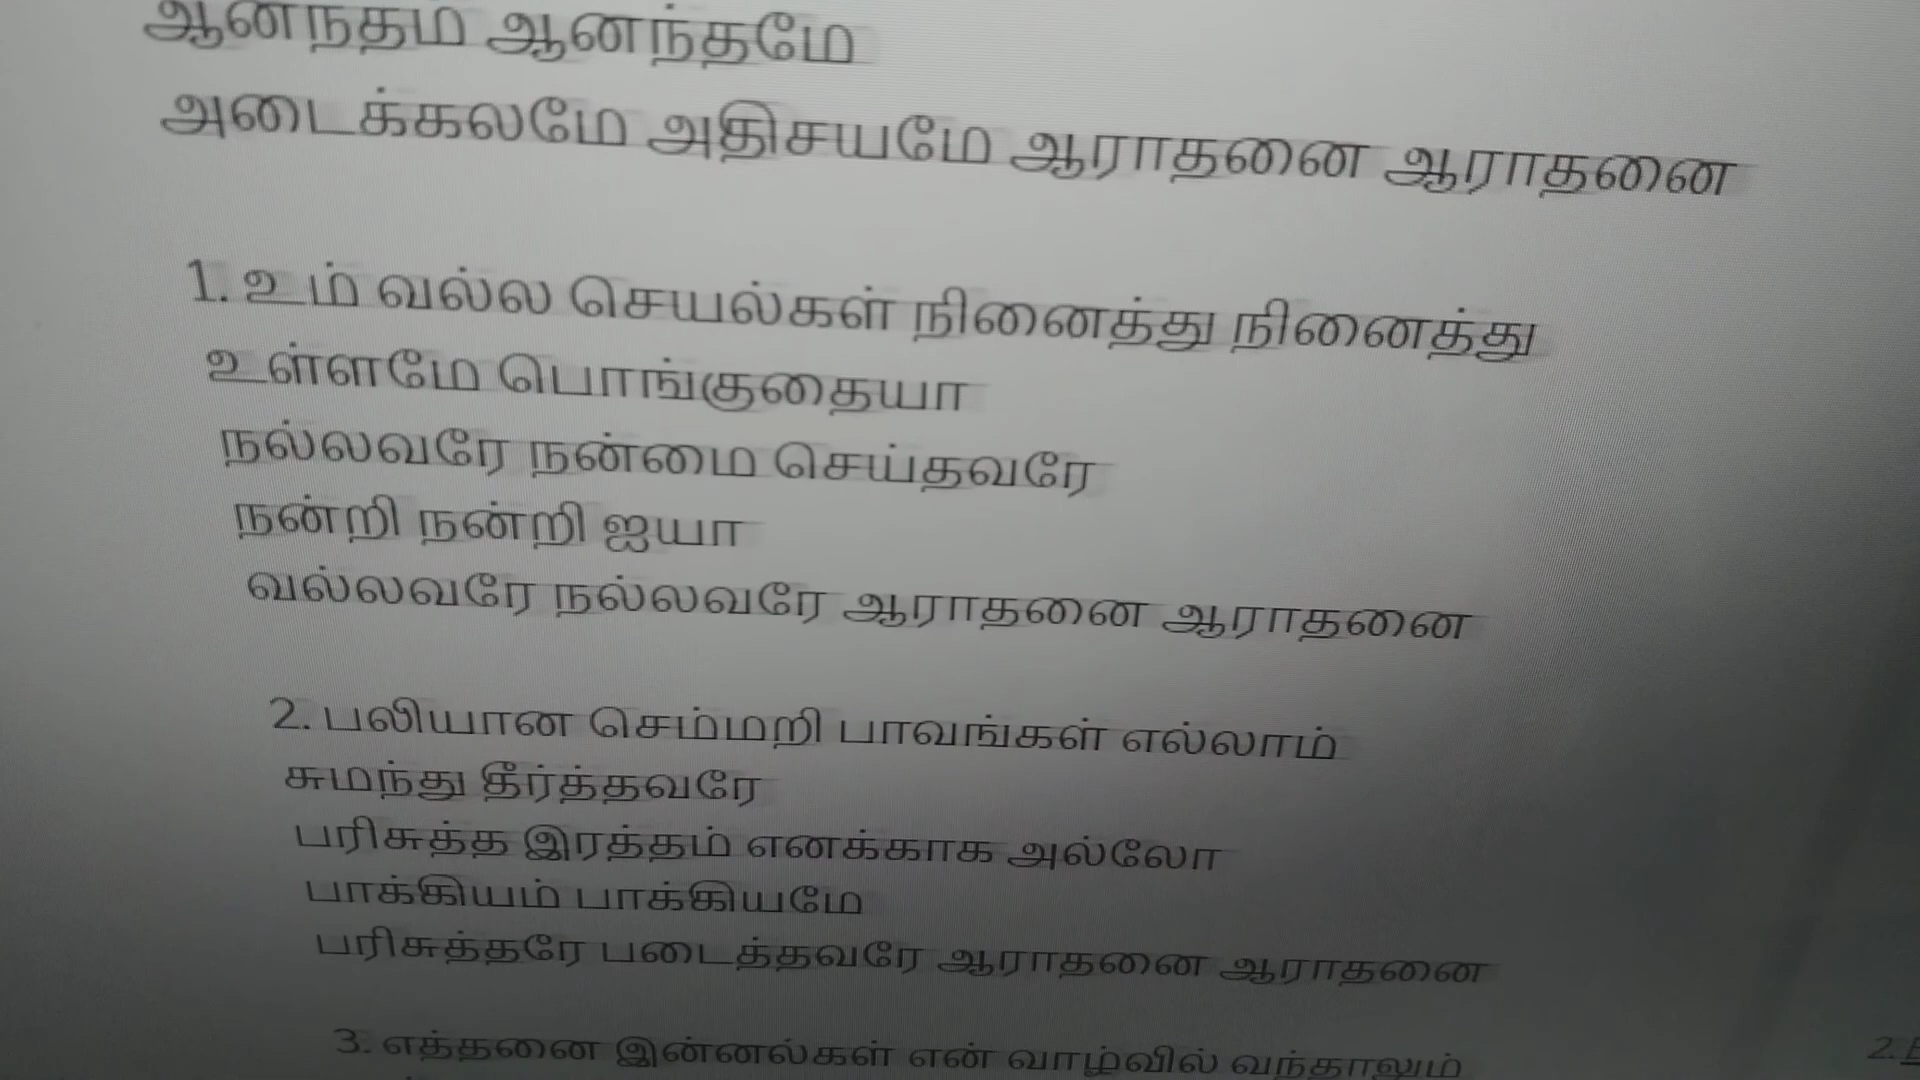 ஆனந்தம் ஆனந்தமே
அடைக்கலமே அதிசயமே ஆராதனை ஆராதனை
1. உம் வல்ல செயல்கள் நினைத்து நினைத்து
உள்ளமே பொங்குதையா
நல்லவரே நன்மை செய்தவரே
நன்றி நன்றி ஐயா
வல்லவரே நல்லவரே ஆராதனை ஆராதனை
2. பலியான செம்மறி பாவங்கள் எல்லாம்
சுமந்து தீர்த்தவரே
பரிசுத்த இரத்தம் எனக்காக அல்லோ
பாக்கியம் பாக்கியமே
பரிசுத்தரே படைத்தவரே ஆராதனை ஆராதனை
3. எத்தனை இன்னல்கள் என் வாழ்வில் வந்தாலும்
2.